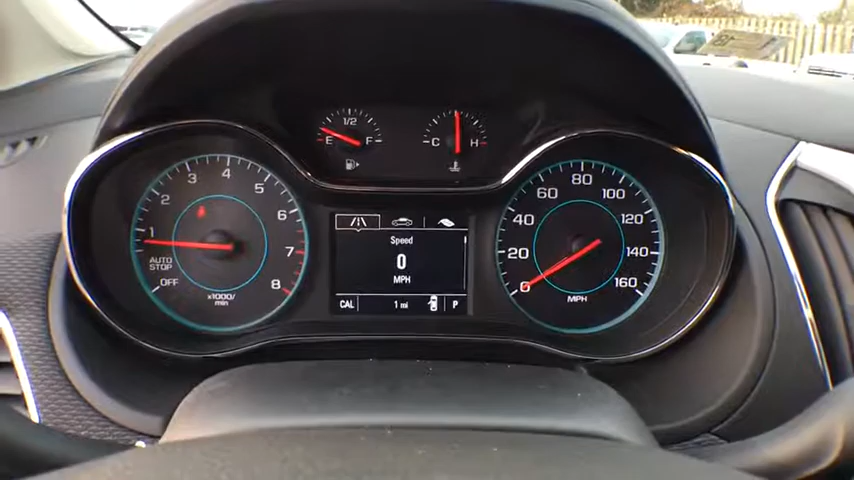 1/2
E F
C H
1 2 3 4 5 6 7 8
AUTO
STOP
OFF
x1000/
min
Speed
0
MPH
CAL 1 mi P
0 20 40 60 80 100 120 140 160
MPH